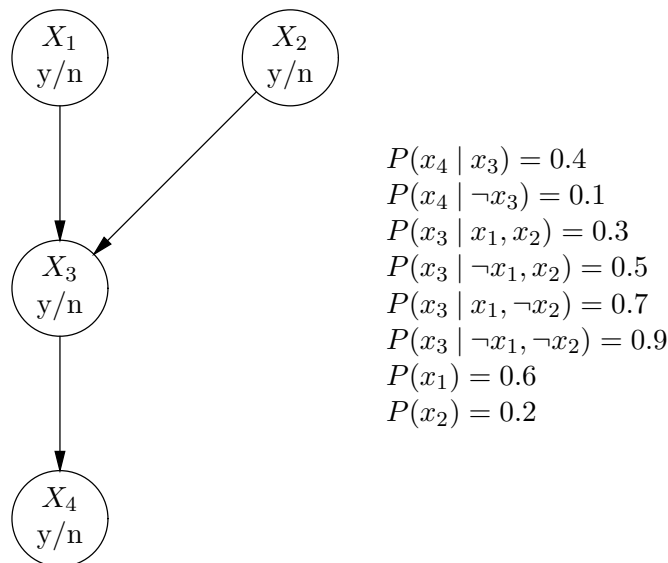 X₁
y/n
X₂
y/n
P(x₄ | x₃) = 0.4
P(x₄ | ¬x₃) = 0.1
P(x₃ | x₁, x₂) = 0.3
P(x₃ | ¬x₁, x₂) = 0.5
P(x₃ | x₁, ¬x₂) = 0.7
P(x₃ | ¬x₁, ¬x₂) = 0.9
P(x₁) = 0.6
P(x₂) = 0.2
X₃
y/n
X₄
y/n